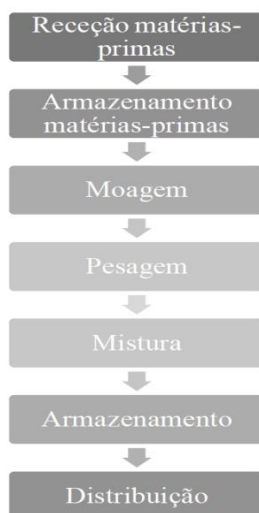 Receção matérias-
primas
Armazenamento
matérias-primas
Moagem
Pesagem
Mistura
Armazenamento
Distribuição